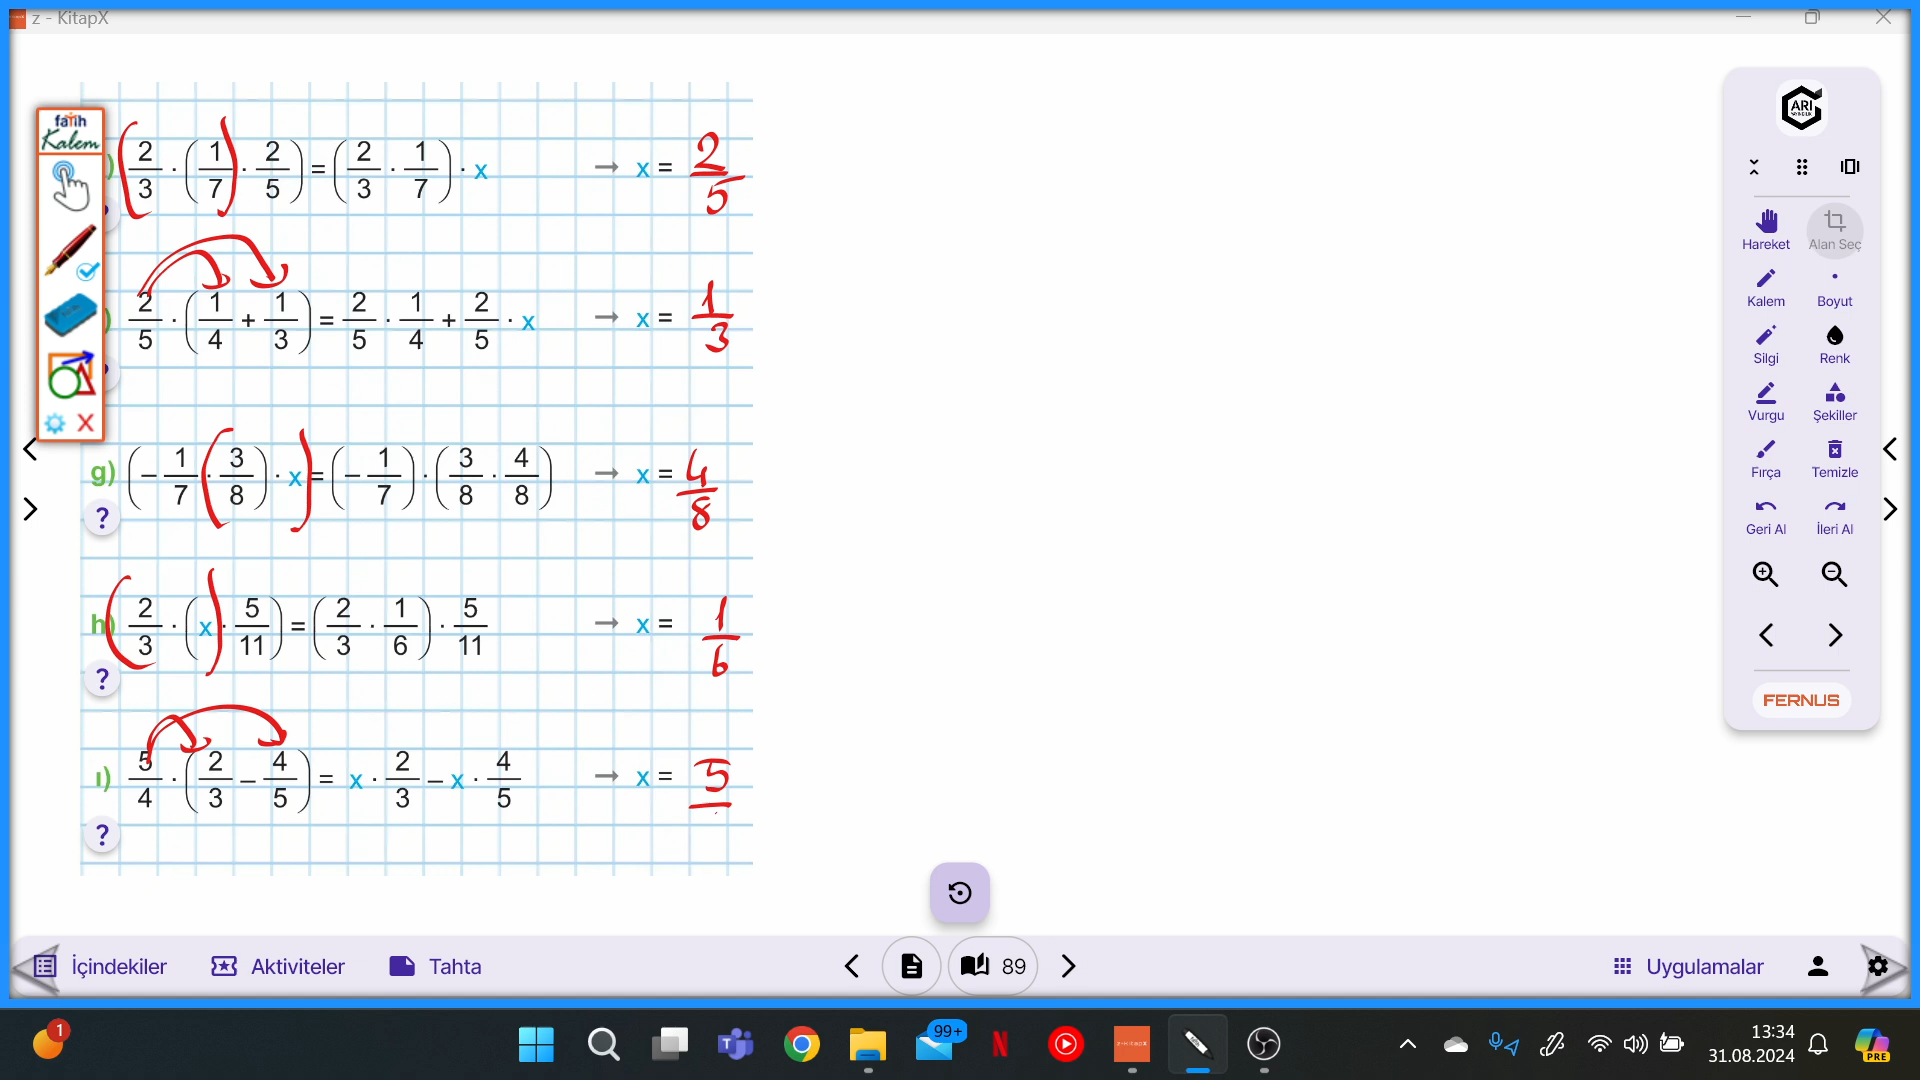 z - KitapX
fatih
Kalem
) 2/3 · (1/7 · 2/5) = (2/3 · 1/7) · x → x = 2/5
) 2/5 · (1/4 + 1/3) = 2/5 · 1/4 + 2/5 · x → x = 1/3
g) (-1/7 · 3/8) · x = (-1/7) · (3/8 · 4/8) → x = 4/8
?
h) 2/3 · (x · 5/11) = (2/3 · 1/6) · 5/11 → x = 1/6
?
ı) 5/4 · (2/3 – 4/5) = x · 2/3 – x · 4/5 → x = 5
?
ARI
Hareket
Alan Seç
Kalem
Boyut
Silgi
Renk
Vurgu
Şekiller
Fırça
Temizle
Geri Al
İleri Al
FERNUS
İçindekiler
Aktiviteler
Tahta
89
Uygulamalar
1
99+
13:34
31.08.2024
PRE